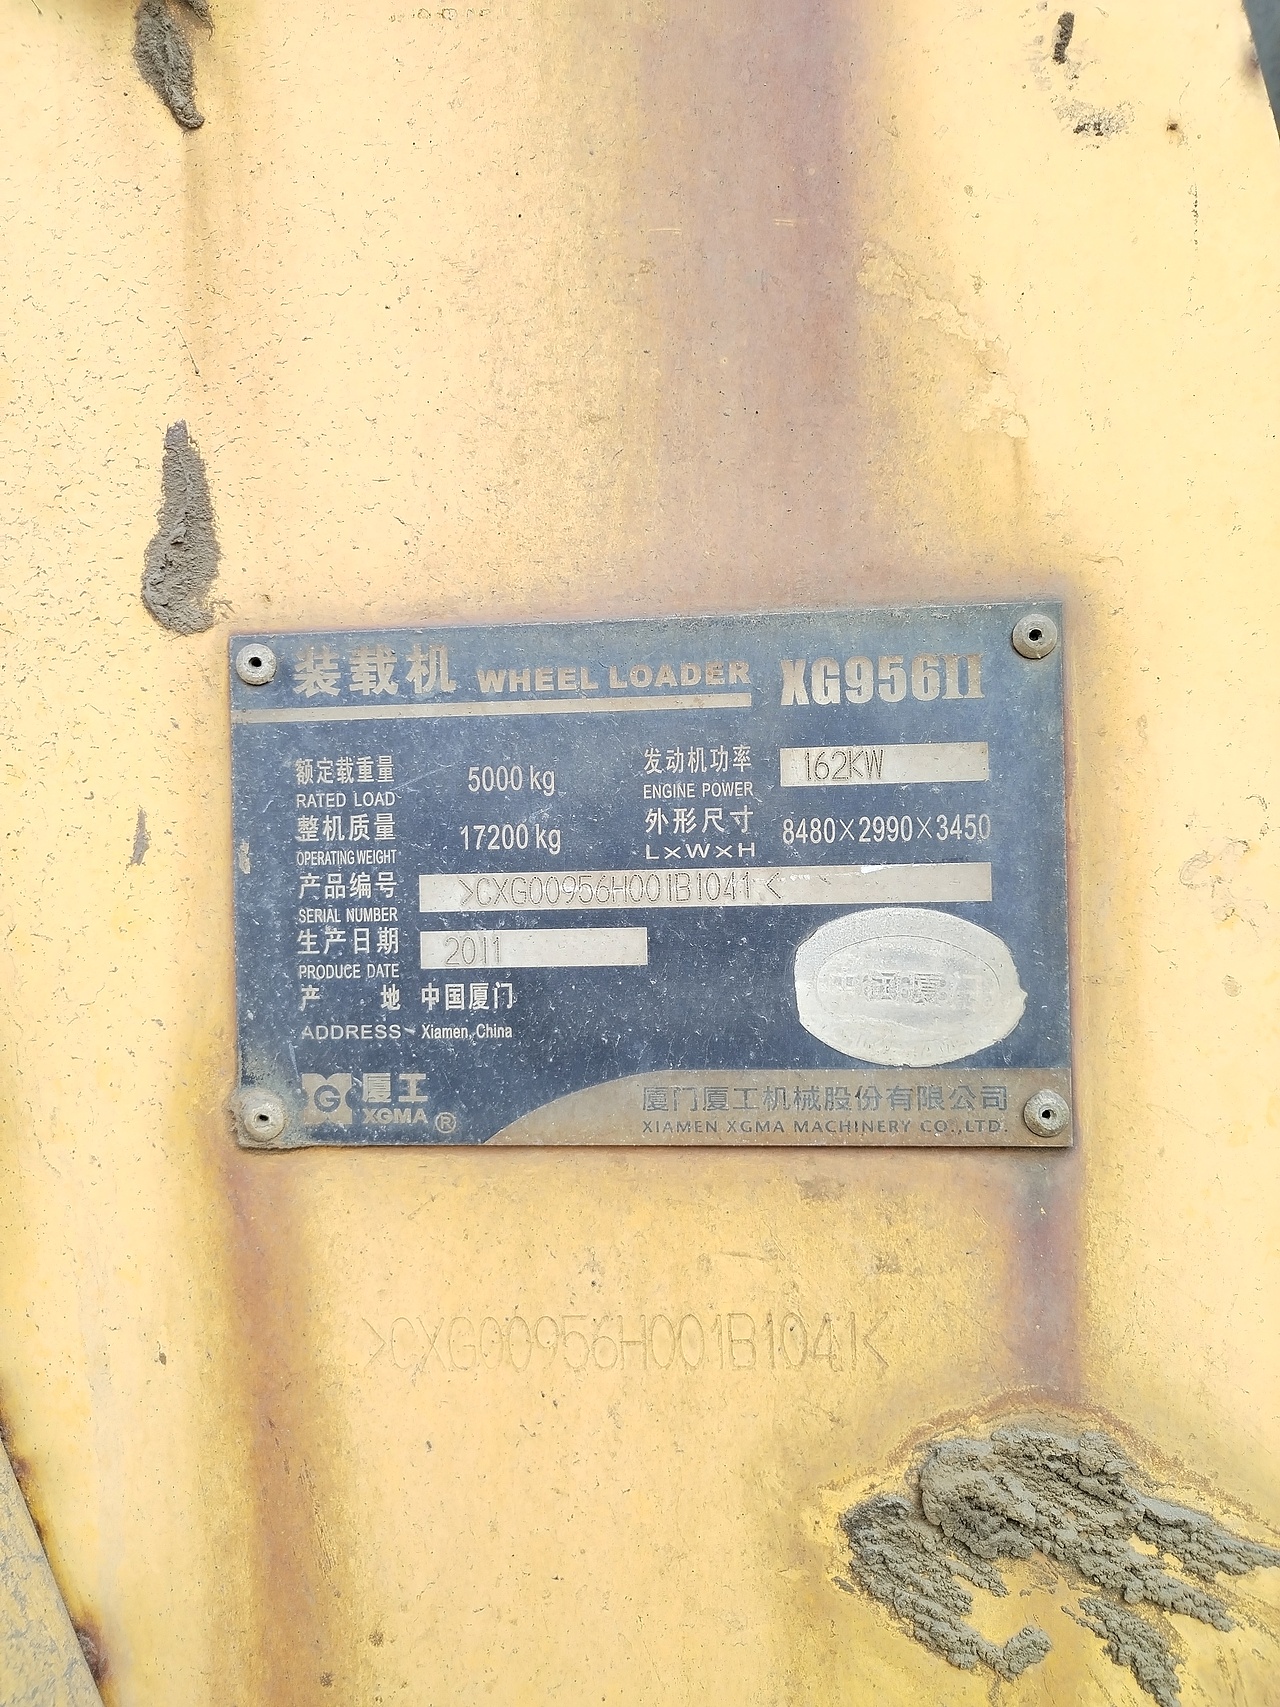 装载机 WHEEL LOADER XG956II
额定载重量 5000 kg 发动机功率 162KW
RATED LOAD ENGINE POWER
整机质量 17200 kg 外形尺寸 8480×2990×3450
OPERATING WEIGHT L×W×H
产品编号 >CXG00956H001B1041<
SERIAL NUMBER
生产日期 2011
PRODUCE DATE
产 地 中国厦门
ADDRESS Xiamen, China
G 厦工
XGMA ®
厦门厦工机械股份有限公司
XIAMEN XGMA MACHINERY CO.,LTD.
>CXG00956H001B1041<